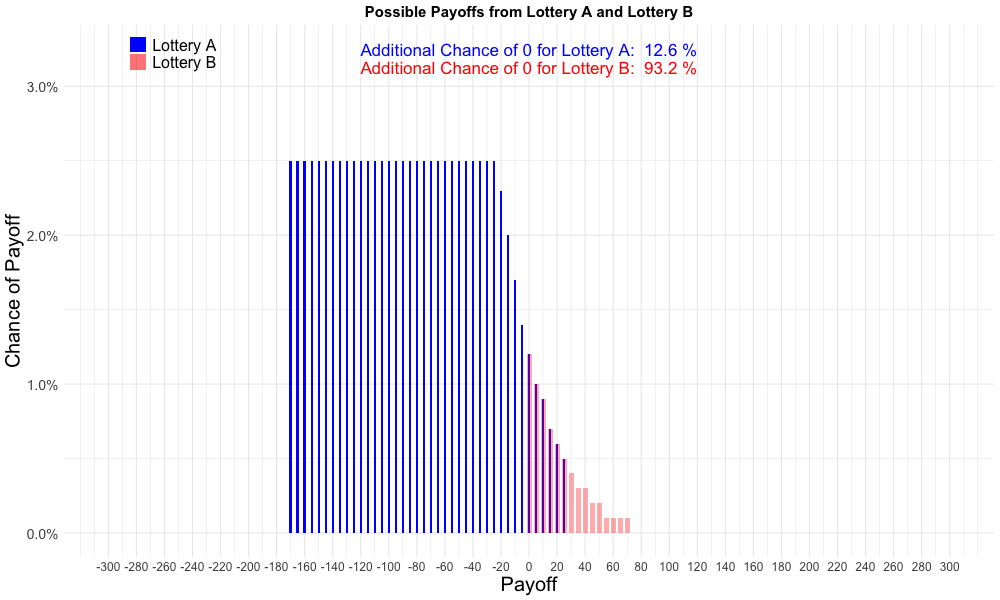 Possible Payoffs from Lottery A and Lottery B
Lottery A
Lottery B
Additional Chance of 0 for Lottery A: 12.6 %
Additional Chance of 0 for Lottery B: 93.2 %
Chance of Payoff
3.0%
2.0%
1.0%
0.0%
-300 -280 -260 -240 -220 -200 -180 -160 -140 -120 -100 -80 -60 -40 -20 0 20 40 60 80 100 120 140 160 180 200 220 240 260 280 300
Payoff